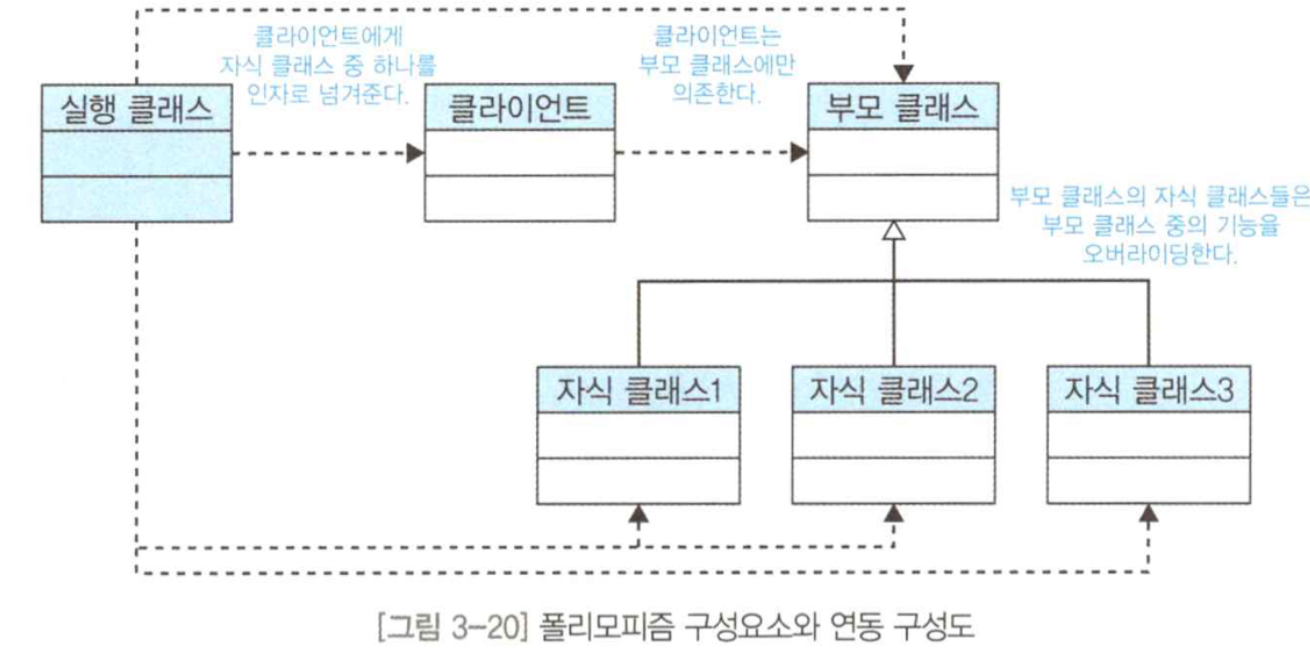 클라이언트에게
자식 클래스 중 하나를
인자로 넘겨준다.
클라이언트는
부모 클래스에만
의존한다.
실행 클래스
클라이언트
부모 클래스
부모 클래스의 자식 클래스들은
부모 클래스 중의 기능을
오버라이딩한다.
자식 클래스1
자식 클래스2
자식 클래스3
[그림 3-20] 폴리모피즘 구성요소와 연동 구성도